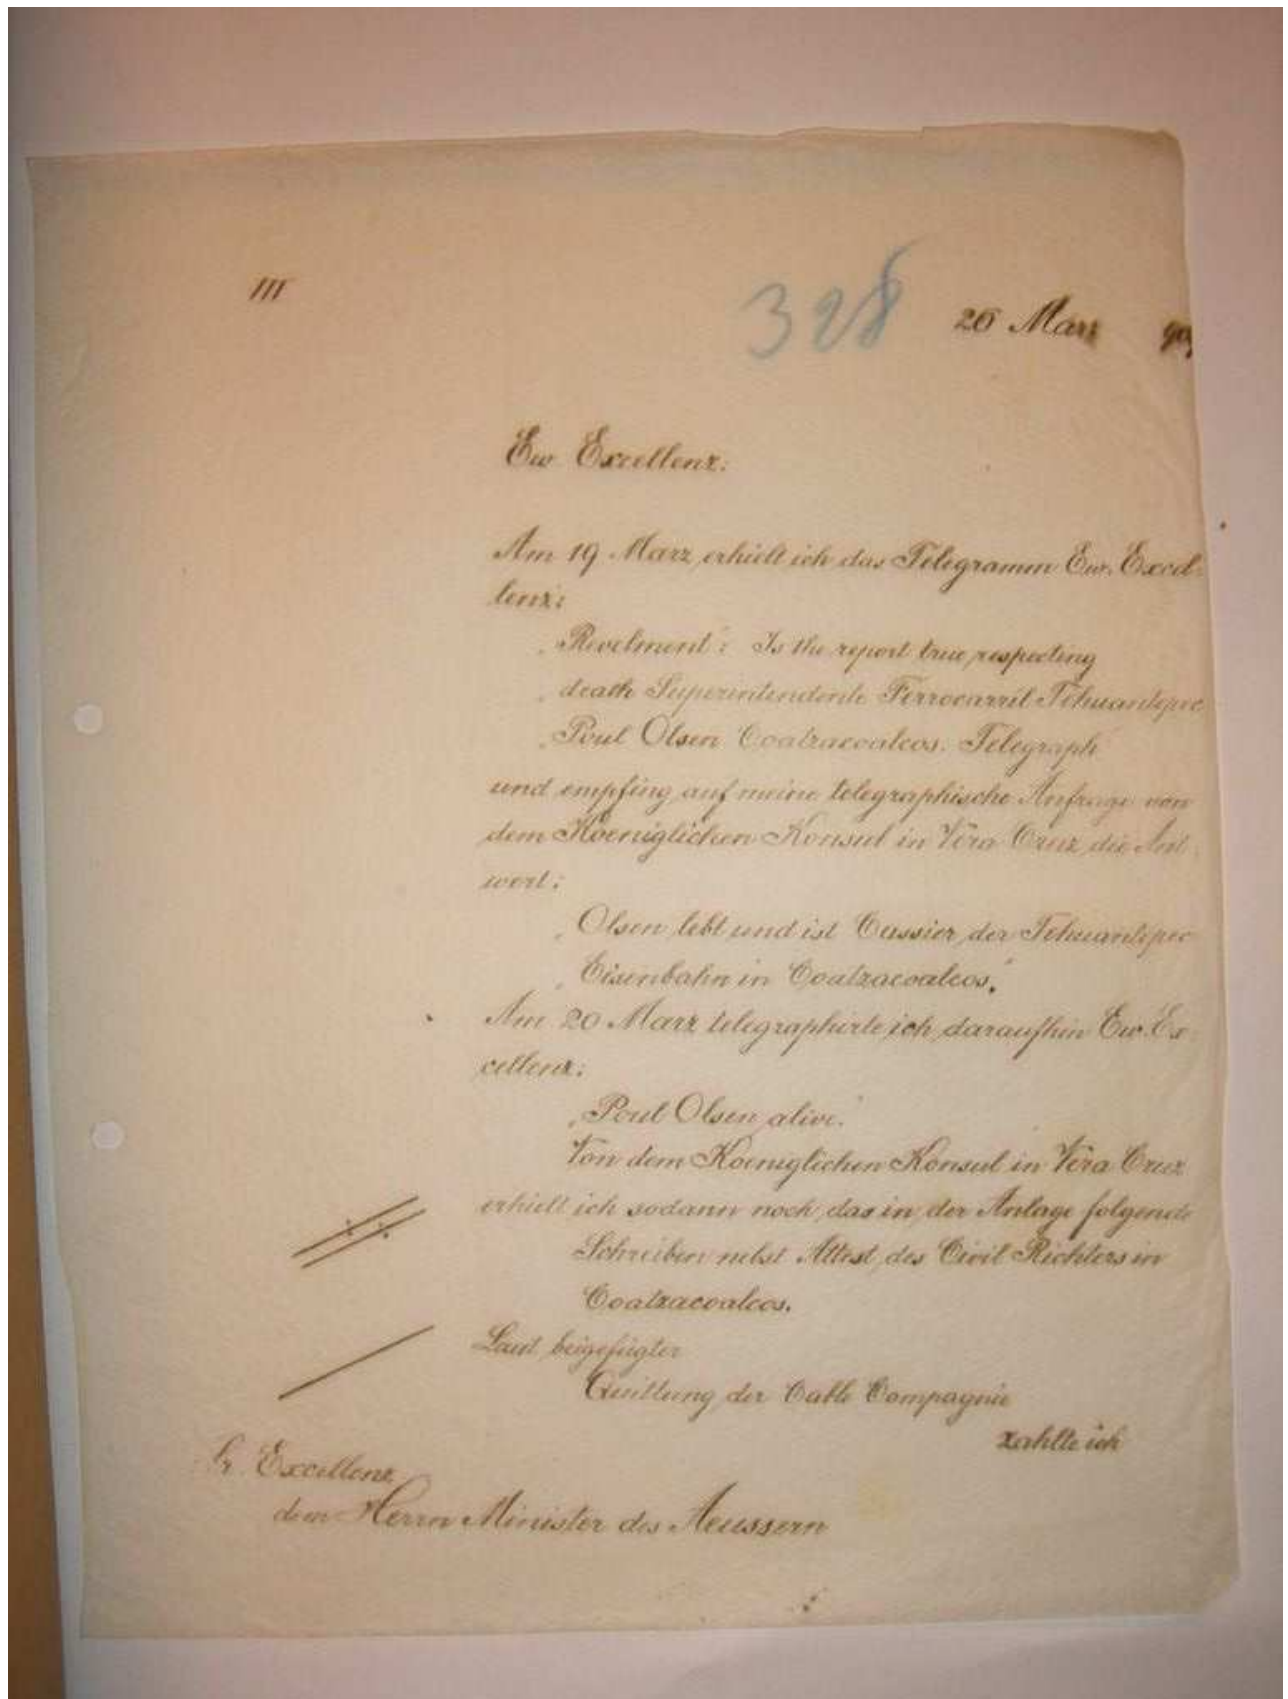 III
328
26 Marz
Ew. Excellenz:
Am 19 Marz erhielt ich das Telegramm Ew. Excel-
lenz:
„Revelment": Is the report true respecting
„death Superintendente Ferrocarril Tehuantepec
„Poul Olsen Coatzacoalcos. Telegraph
und empfing auf meine telegraphische Anfrage von
dem Koeniglichen Konsul in Vera Cruz die Ant-
wort:
„Olsen lebt und ist Cassier der Tehuantepec
„Eisenbahn in Coatzacoalcos."
Am 20 Marz telegraphirte ich daraufhin Ew. Ex-
cellenz:
„Poul Olsen alive."
Von dem Koeniglichen Konsul in Vera Cruz
erhielt ich sodann noch das in der Anlage folgende
Schreiben nebst Attest des Civil Richters in
Coatzacoalcos.
Laut beigefügter
Quittung der Cable Compagnie
zahlte ich
Sr. Excellenz
dem Herrn Minister des Aeussern